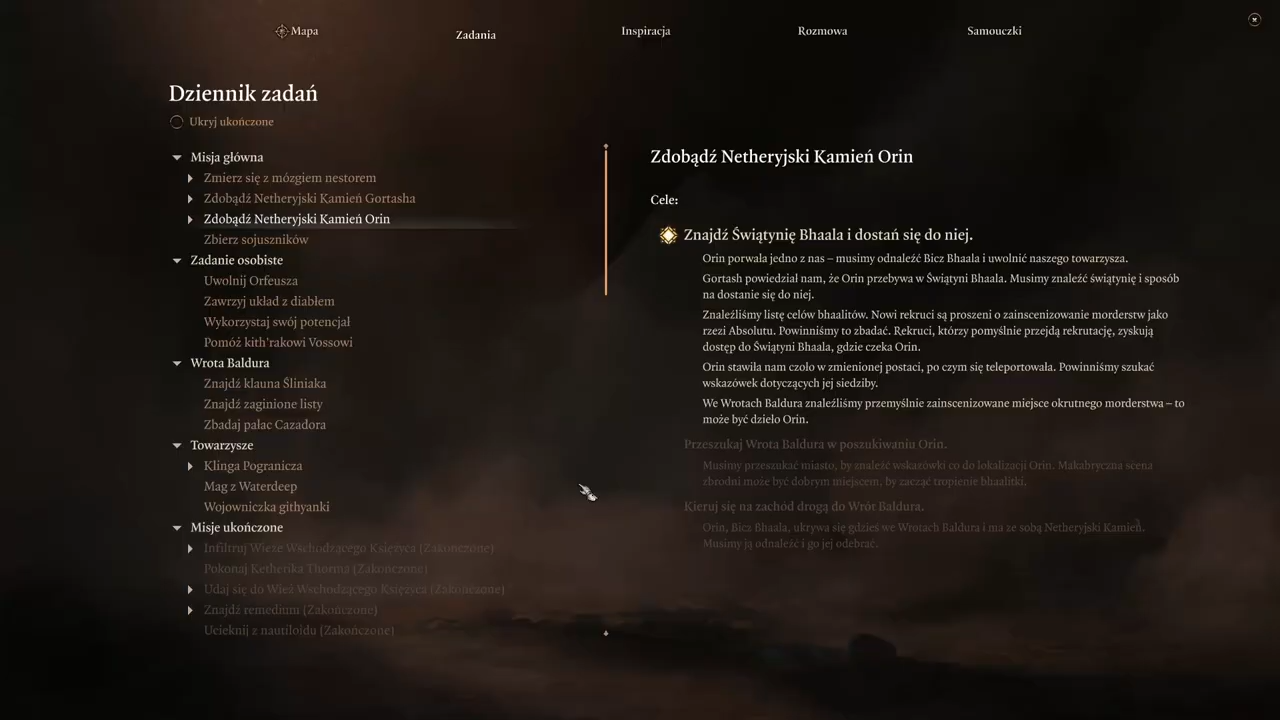 Mapa
Zadania
Inspiracja
Rozmowa
Samouczki
Dziennik zadań
Ukryj ukończone
Misja główna
Zmierz się z mózgiem nestorem
Zdobądź Netheryjski Kamień Gortasha
Zdobądź Netheryjski Kamień Orin
Zbierz sojuszników
Zadanie osobiste
Uwolnij Orfeusza
Zawrzyj układ z diabłem
Wykorzystaj swój potencjał
Pomóż kith'rakowi Vossowi
Wrota Baldura
Znajdź klauna Śliniaka
Znajdź zaginione listy
Zbadaj pałac Cazadora
Towarzysze
Klinga Pogranicza
Mag z Waterdeep
Wojowniczka githyanki
Misje ukończone
Infiltruj Wieże Wschodzącego Księżyca (Zakończone)
Pokonaj Ketherika Thorma (Zakończone)
Udaj się do Wież Wschodzącego Księżyca (Zakończone)
Znajdź remedium (Zakończone)
Ucieknij z nautiloidu (Zakończone)
Zdobądź Netheryjski Kamień Orin
Cele:
Znajdź Świątynię Bhaala i dostań się do niej.
Orin porwała jedno z nas – musimy odnaleźć Bicz Bhaala i uwolnić naszego towarzysza.
Gortash powiedział nam, że Orin przebywa w Świątyni Bhaala. Musimy znaleźć świątynię i sposób
na dostanie się do niej.
Znaleźliśmy listę celów bhaalitów. Nowi rekruci są proszeni o zainscenizowanie morderstw jako
rzezi Absolutu. Powinniśmy to zbadać. Rekruci, którzy pomyślnie przejdą rekrutację, zyskują
dostęp do Świątyni Bhaala, gdzie czeka Orin.
Orin stawiła nam czoło w zmienionej postaci, po czym się teleportowała. Powinniśmy szukać
wskazówek dotyczących jej siedziby.
We Wrotach Baldura znaleźliśmy przemyślnie zainscenizowane miejsce okrutnego morderstwa – to
może być dzieło Orin.
Przeszukaj Wrota Baldura w poszukiwaniu Orin.
Musimy przeszukać miasto, by znaleźć wskazówki co do lokalizacji Orin. Makabryczna scena
zbrodni może być dobrym miejscem, by zacząć tropienie bhaalitki.
Kieruj się na zachód drogą do Wrót Baldura.
Orin, Bicz Bhaala, ukrywa się gdzieś we Wrotach Baldura i ma ze sobą Netheryjski Kamień.
Musimy ją odnaleźć i go jej odebrać.